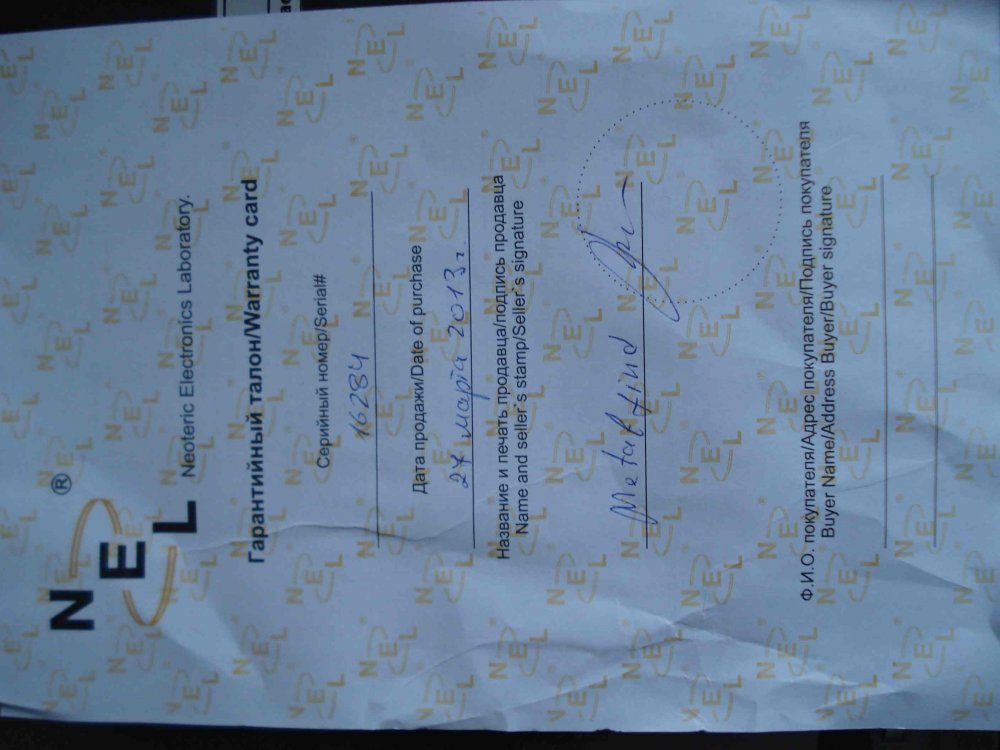 NEL®
Neoteric Electronics Laboratory.
Гарантийный талон/Warranty card
Серийный номер/Serial#
16284
Дата продажи/Date of purchase
27 марта 2013г.
Название и печать продавца/подпись продавца
Name and seller`s stamp/Seller`s signature
Metalfind
Ф.И.О. покупателя/Адрес покупателя/Подпись покупателя
Buyer Name/Address Buyer/Buyer signature